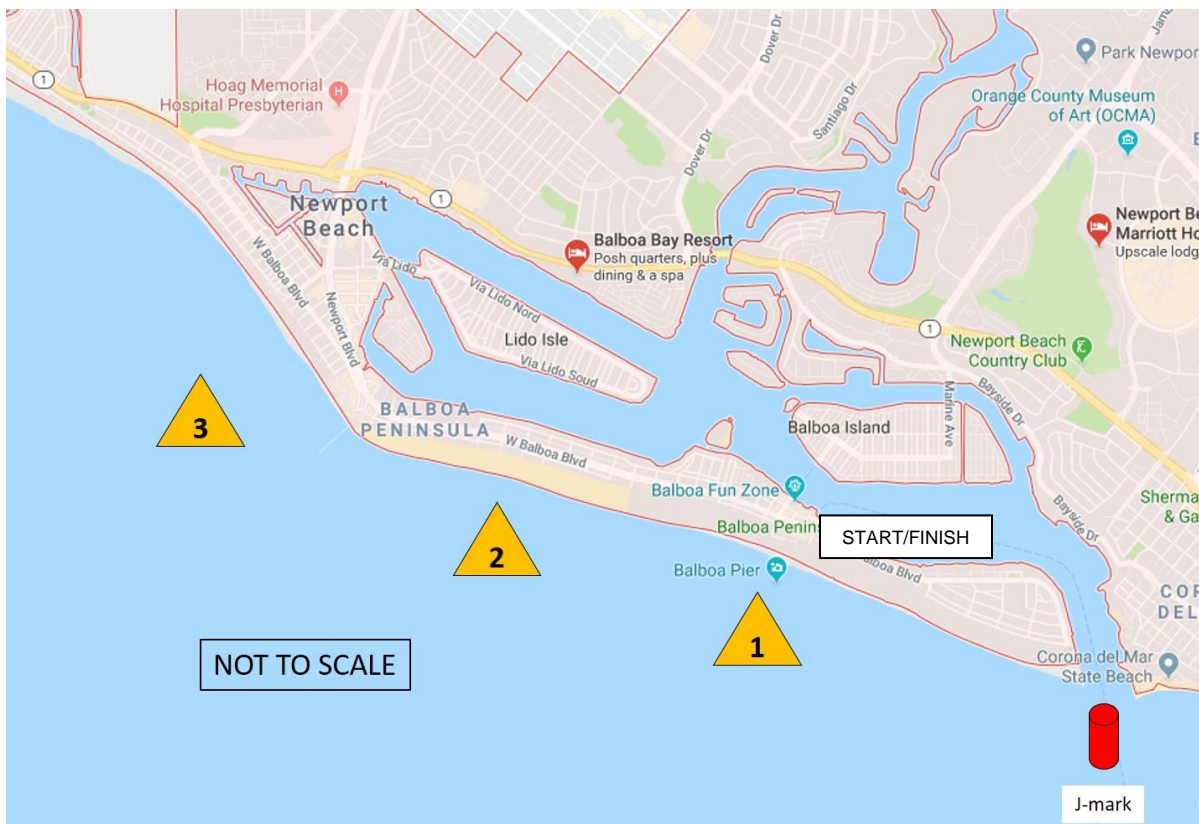 Dover Dr
Jam
Park Newpor
1
Hoag Memorial
Hospital Presbyterian
H
Santiago Dr
Orange County Museum
of Art (OCMA)
Dover Dr
Newport
Beach
1
Newport Be
Marriott Ho
Upscale lodg
Balboa Bay Resort
Posh quarters, plus
dining & a spa
W Balboa Blvd
Via Lido
Via Lido Nord
Newport Blvd
Lido Isle
1
Newport Beach
Country Club
Via Lido Soud
Bayside Dr
Marine Ave
3
BALBOA
PENINSULA
Balboa Island
W Balboa Blvd
Balboa Fun Zone
Sherma
& Ga
Bayside Dr
Balboa Penins
START/FINISH
2
Balboa Pier
Balboa Blvd
COR
DEL
1
NOT TO SCALE
Corona del Mar
State Beach
J-mark